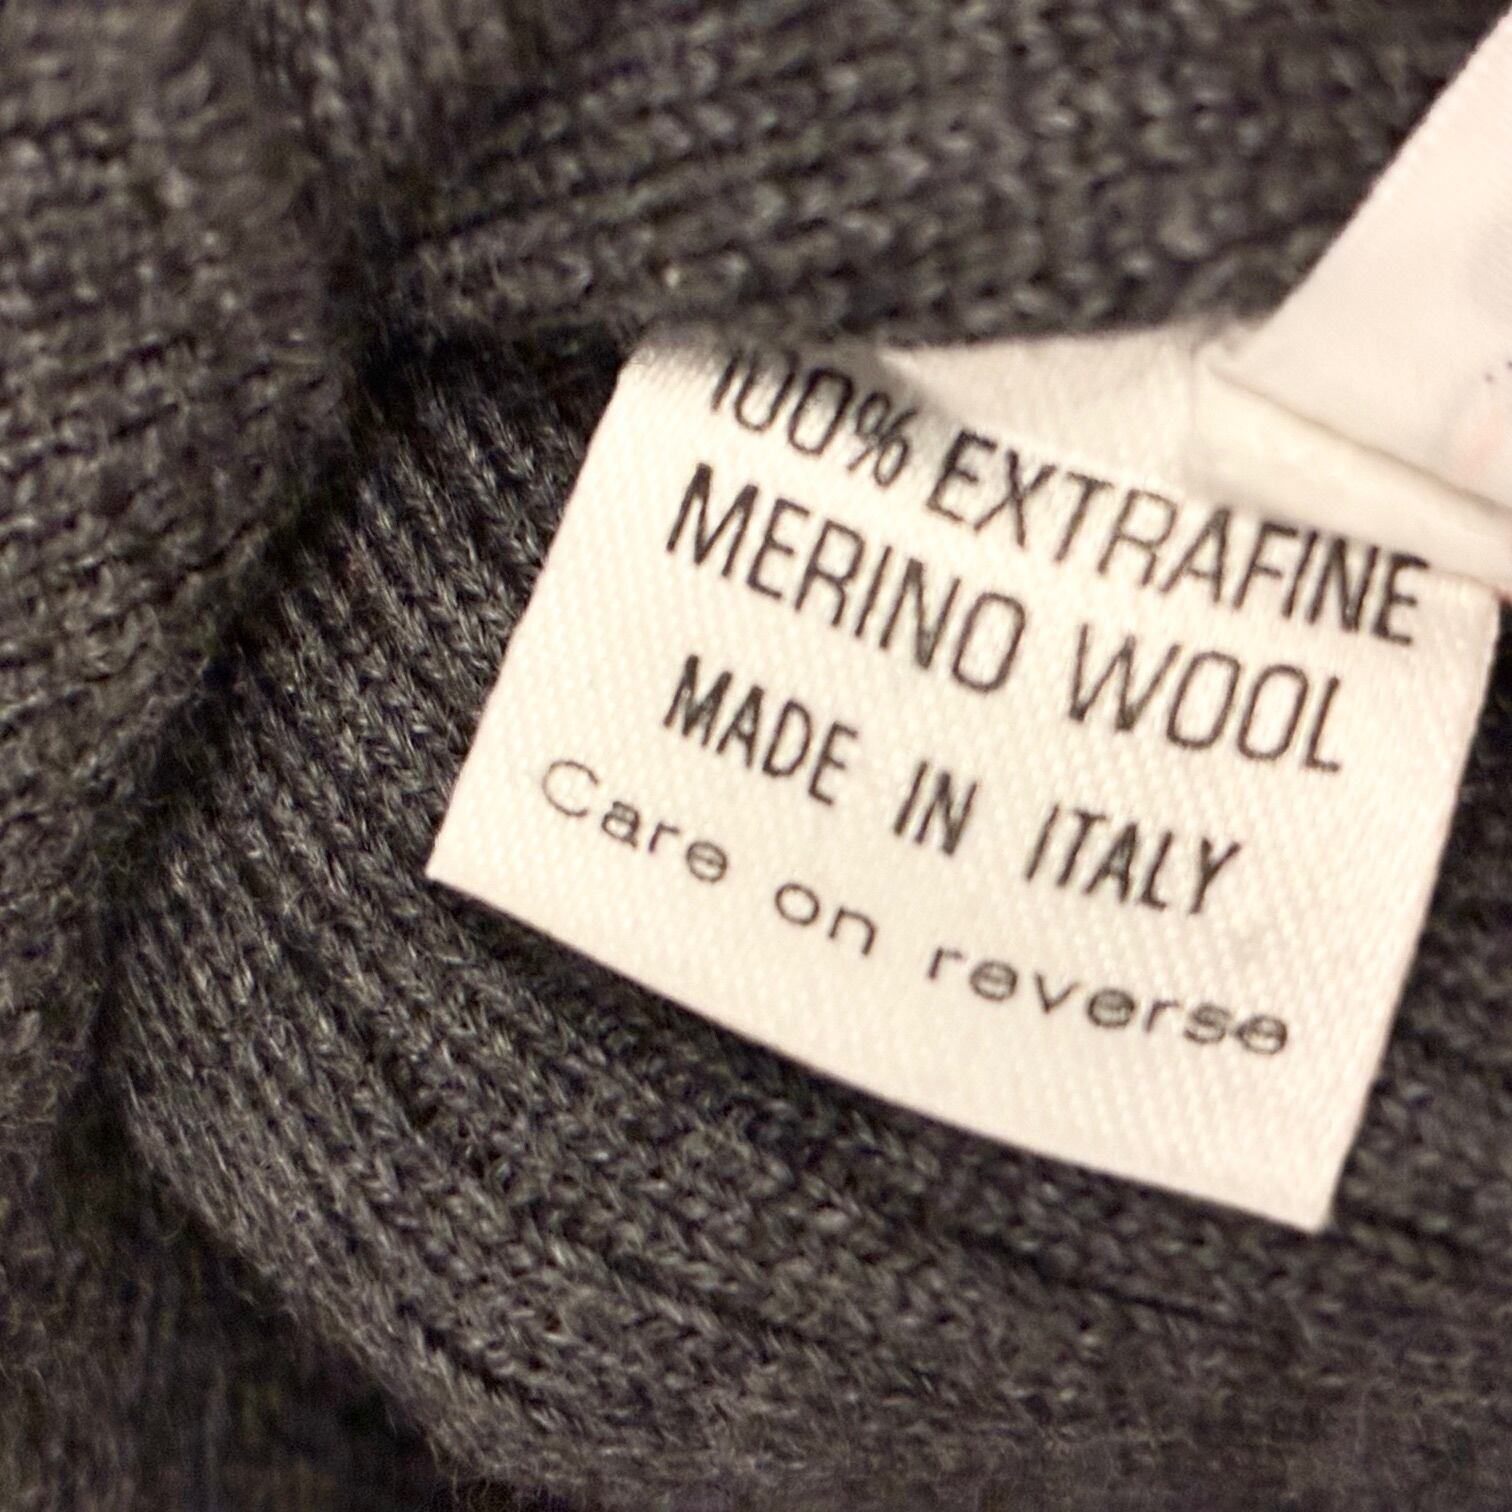 100% EXTRAFINE
MERINO WOOL
MADE IN ITALY
Care on reverse